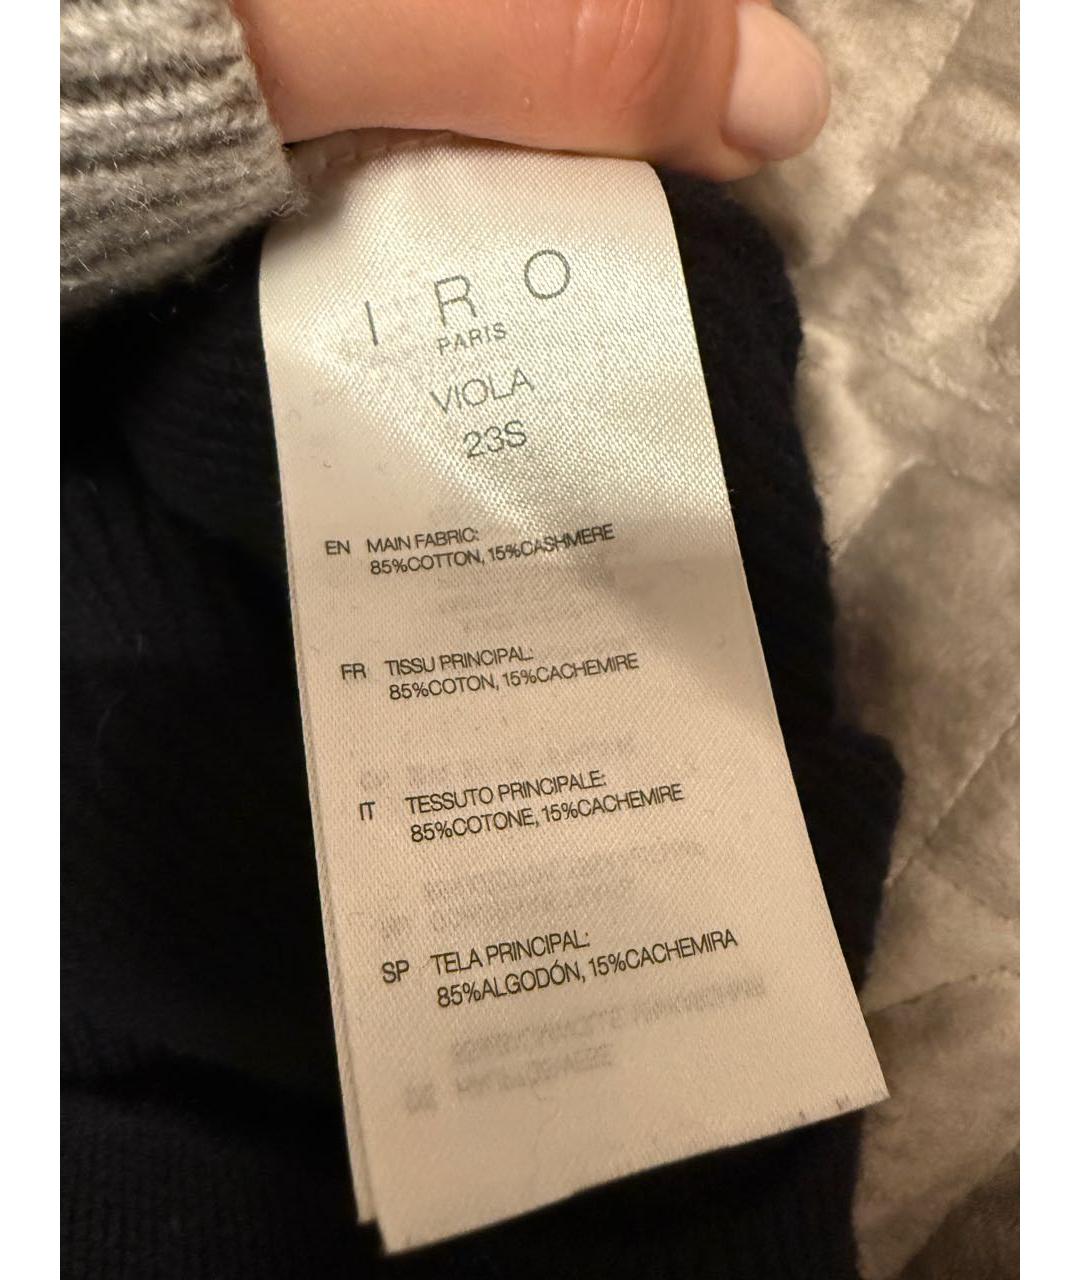 I R O
PARIS
VIOLA
23S
EN MAIN FABRIC:
85%COTTON, 15%CASHMERE
FR TISSU PRINCIPAL:
85%COTON, 15%CACHEMIRE
IT TESSUTO PRINCIPALE:
85%COTONE, 15%CACHEMIRE
SP TELA PRINCIPAL:
85%ALGODÓN, 15%CACHEMIRA